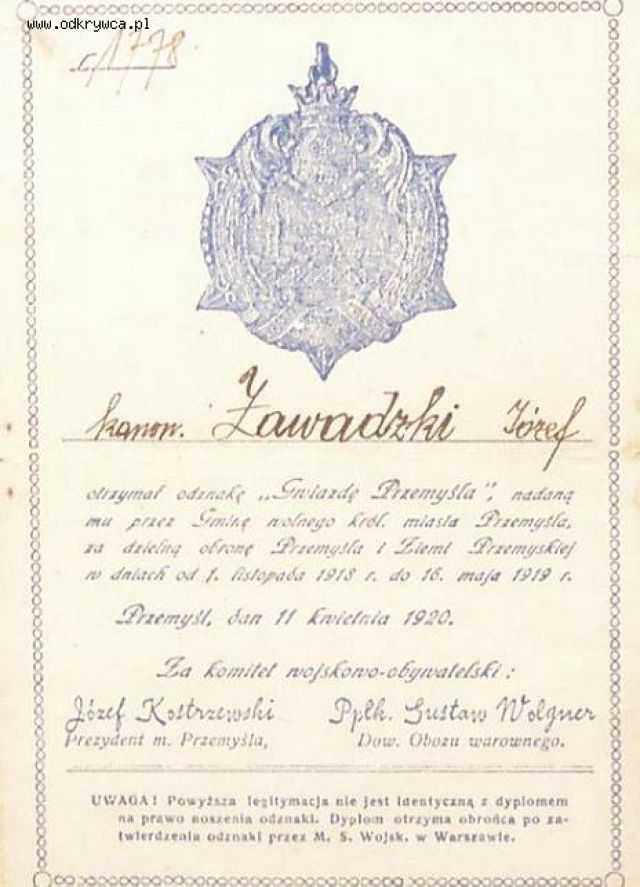 www.odkrywca.pl
1778
kanon. Zawadzki Józef
otrzymał odznakę „Gwiazdę Przemyśla”, nadaną
mu przez Gminę wolnego król. miasta Przemyśla,
za dzielną obronę Przemyśla i Ziemi Przemyskiej
w dniach od 1. listopada 1918 r. do 16. maja 1919 r.
Przemyśl, dan 11 kwietnia 1920.
Za komitet wojskowo-obywatelski:
Józef Kostrzewski Ppłk. Gustaw Wolgner
Prezydent m. Przemyśla, Dow. Obozu warownego.
UWAGA! Powyższa legitymacja nie jest identyczną z dyplomem
na prawo noszenia odznaki. Dyplom otrzyma obrońca po za-
twierdzeniu odznaki przez M. S. Wojsk. w Warszawie.